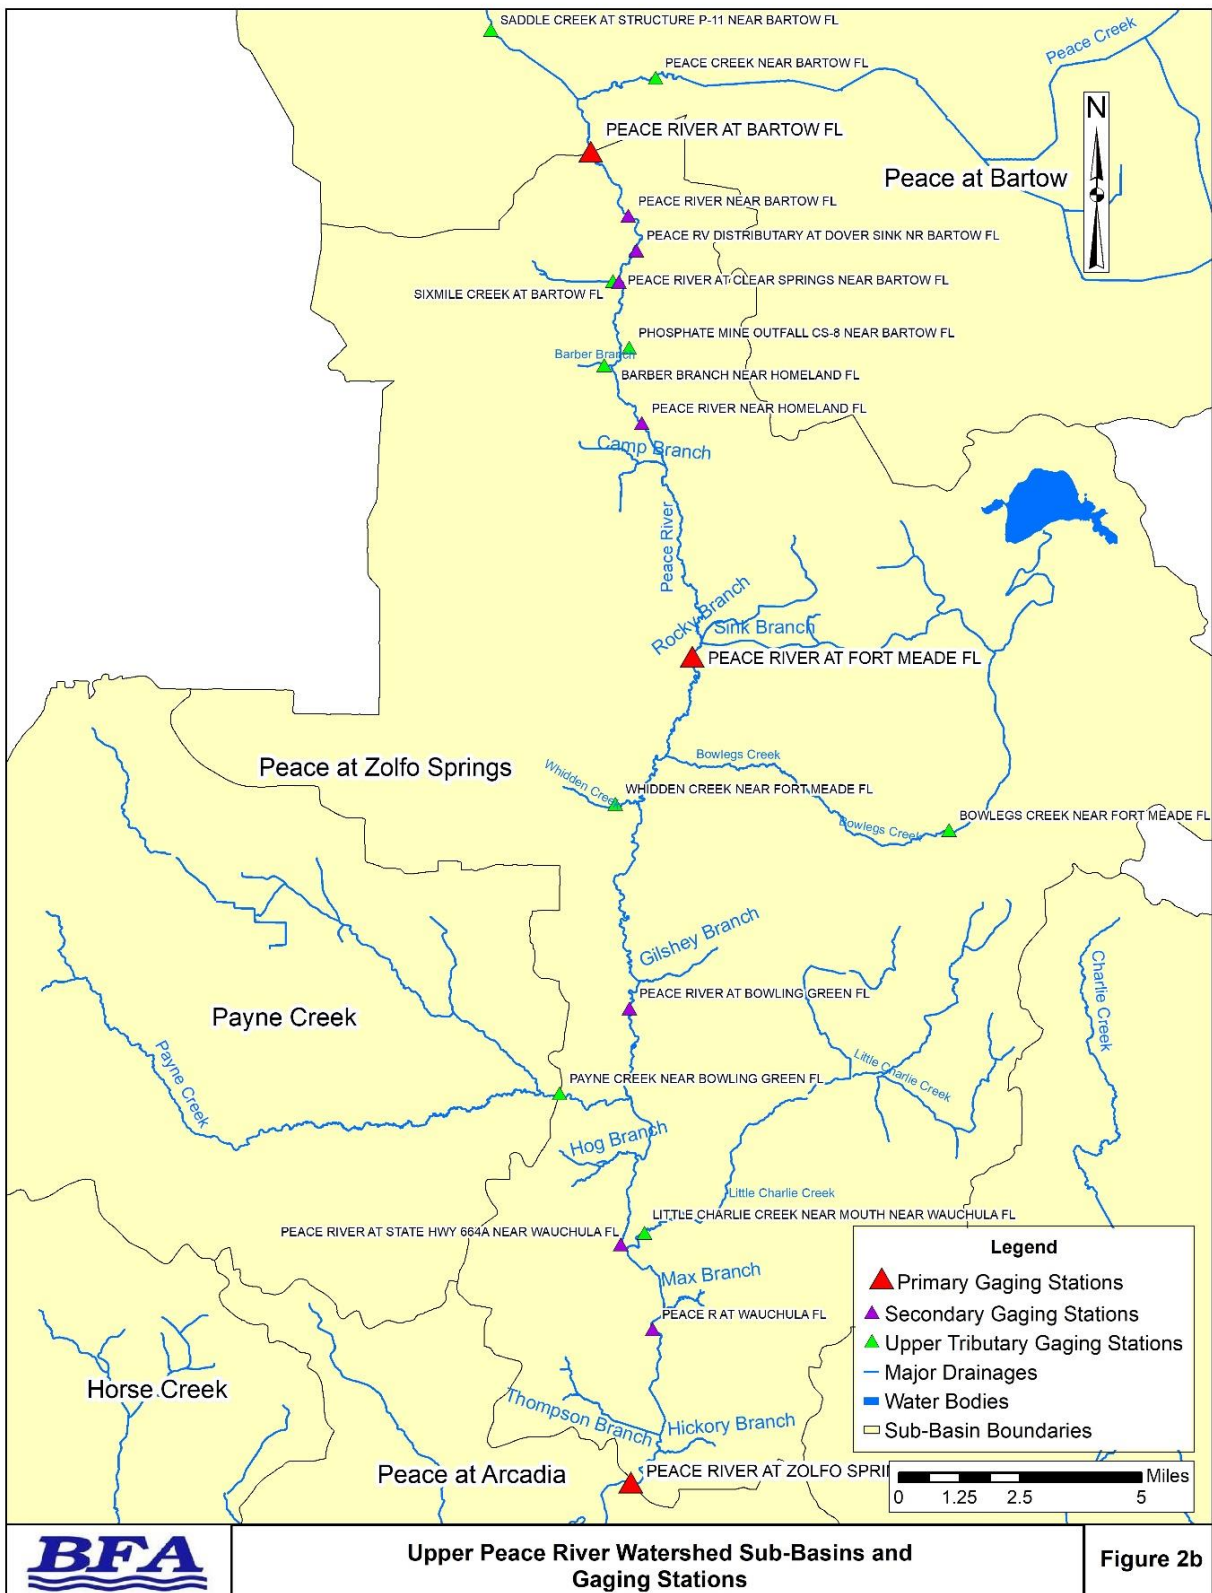 SADDLE CREEK AT STRUCTURE P-11 NEAR BARTOW FL
Peace Creek
PEACE CREEK NEAR BARTOW FL
N
PEACE RIVER AT BARTOW FL
Peace at Bartow
PEACE RIVER NEAR BARTOW FL
PEACE RV DISTRIBUTARY AT DOVER SINK NR BARTOW FL
PEACE RIVER AT CLEAR SPRINGS NEAR BARTOW FL
SIXMILE CREEK AT BARTOW FL
PHOSPHATE MINE OUTFALL CS-8 NEAR BARTOW FL
Barber Branch
BARBER BRANCH NEAR HOMELAND FL
PEACE RIVER NEAR HOMELAND FL
Camp Branch
Peace River
Rocky Branch
Sink Branch
PEACE RIVER AT FORT MEADE FL
Bowlegs Creek
Peace at Zolfo Springs
Whidden Creek
WHIDDEN CREEK NEAR FORT MEADE FL
BOWLEGS CREEK NEAR FORT MEADE FL
Bowlegs Creek
Gilshey Branch
Charlie Creek
PEACE RIVER AT BOWLING GREEN FL
Payne Creek
Payne Creek
Little Charlie Creek
PAYNE CREEK NEAR BOWLING GREEN FL
Hog Branch
Little Charlie Creek
LITTLE CHARLIE CREEK NEAR MOUTH NEAR WAUCHULA FL
PEACE RIVER AT STATE HWY 664A NEAR WAUCHULA FL
Max Branch
PEACE R AT WAUCHULA FL
Horse Creek
Thompson Branch
Hickory Branch
Peace at Arcadia
PEACE RIVER AT ZOLFO SPRIN
Legend
Primary Gaging Stations
Secondary Gaging Stations
Upper Tributary Gaging Stations
Major Drainages
Water Bodies
Sub-Basin Boundaries
Miles
0 1.25 2.5 5
BFA
Upper Peace River Watershed Sub-Basins and
Gaging Stations
Figure 2b